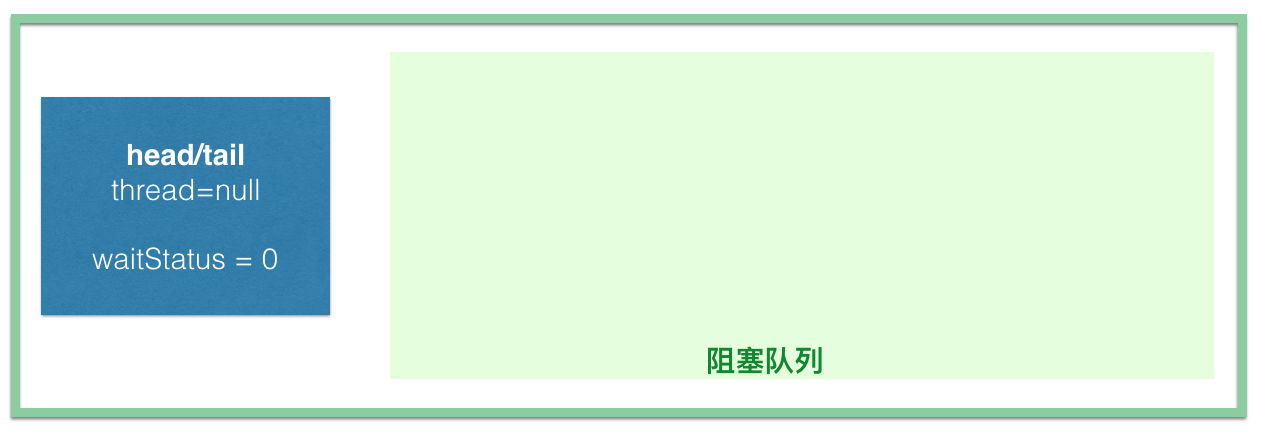 head/tail
thread=null
waitStatus = 0
阻塞队列